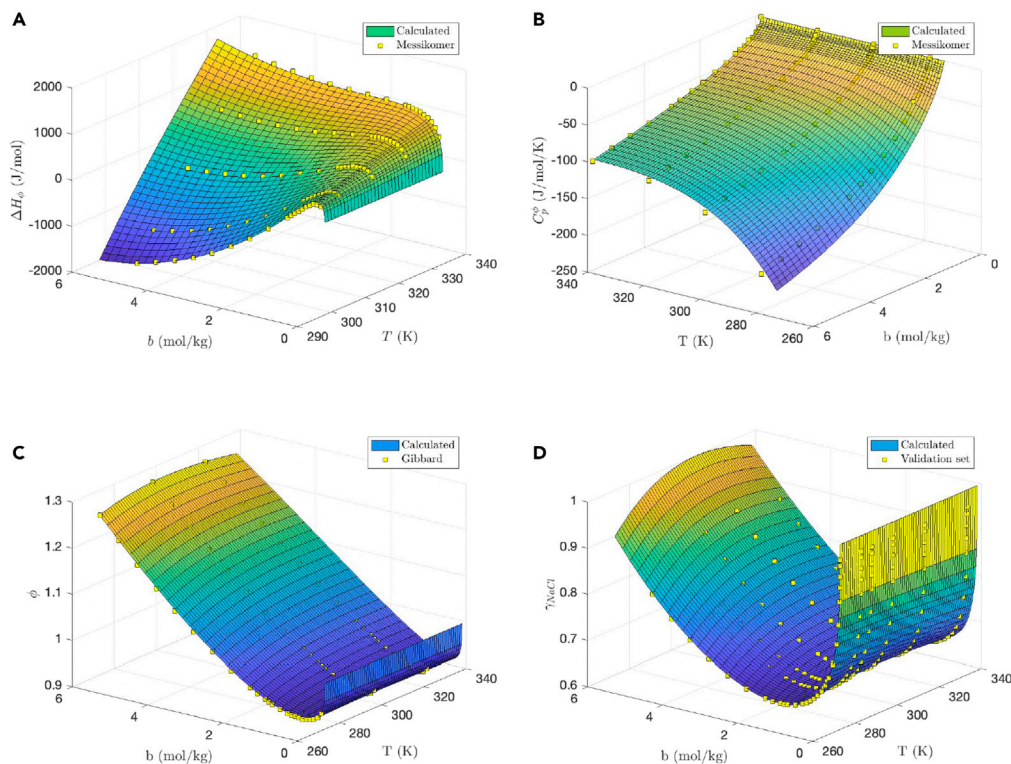 A
Calculated
Messikomer
2000
1000
0
-1000
-2000
ΔHϕ (J/mol)
6
4
2
0
b (mol/kg)
290
300
310
320
330
340
T (K)
B
Calculated
Messikomer
0
-50
-100
-150
-200
-250
Cpϕ (J/mol/K)
340
320
300
280
260
T (K)
6
4
2
0
b (mol/kg)
C
Calculated
Gibbard
1.3
1.2
1.1
1
0.9
ϕ
6
4
2
0
b (mol/kg)
260
280
300
320
340
T (K)
D
Calculated
Validation set
1
0.9
0.8
0.7
0.6
γNaCl
6
4
2
0
b (mol/kg)
260
280
300
320
340
T (K)